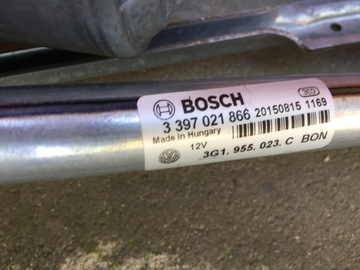 BOSCH
3 397 021 866 20150815 1169
Made in Hungary
12V
3G1. 955. 023. C BON